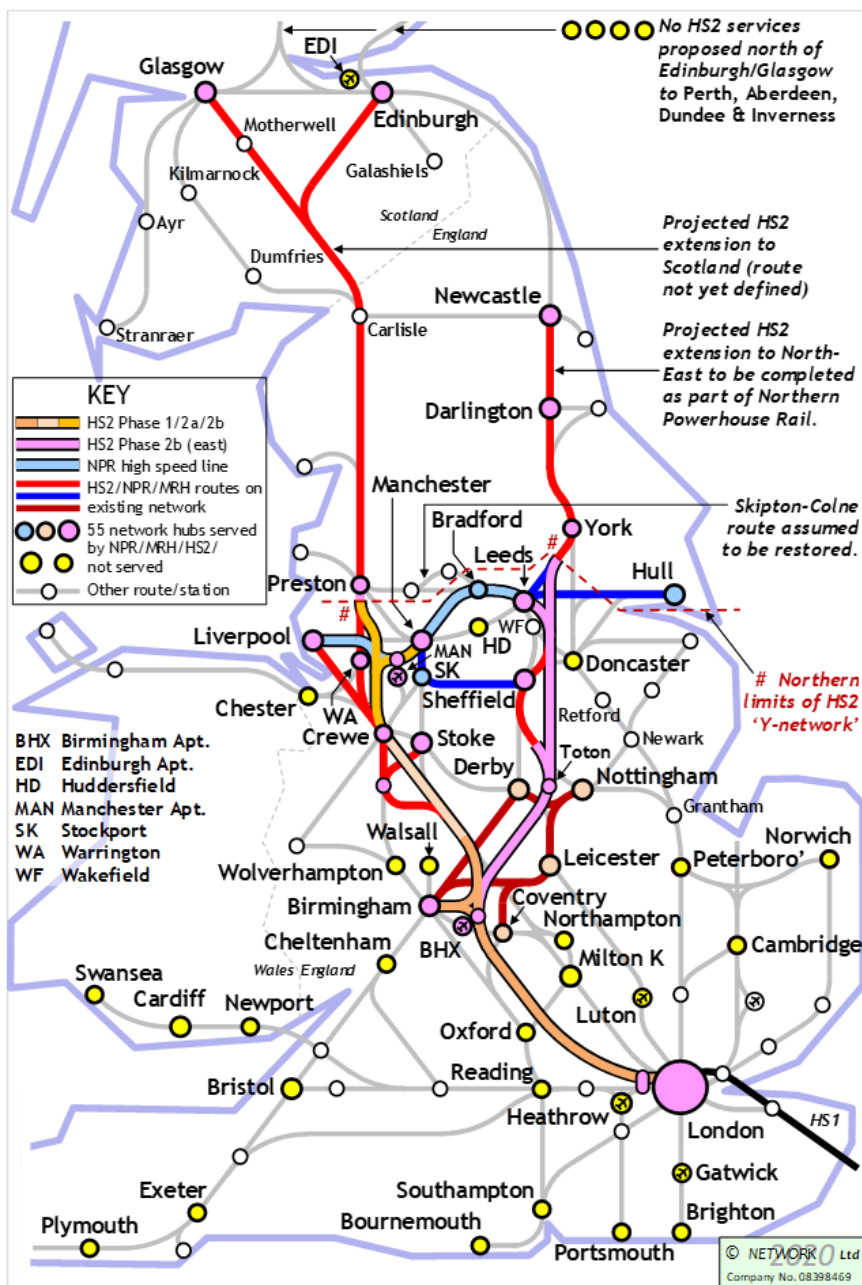 No HS2 services
proposed north of
Edinburgh/Glasgow
to Perth, Aberdeen,
Dundee & Inverness
EDI
Glasgow
Edinburgh
Motherwell
Galashiels
Kilmarnock
Scotland
England
Ayr
Dumfries
Projected HS2
extension to
Scotland (route
not yet defined)
Stranraer
Carlisle
Newcastle
Projected HS2
extension to North-
East to be completed
as part of Northern
Powerhouse Rail.
Darlington
KEY
HS2 Phase 1/2a/2b
HS2 Phase 2b (east)
NPR high speed line
HS2/NPR/MRH routes on
existing network
55 network hubs served
by NPR/MRH/HS2/
not served
Other route/station
Manchester
Bradford
Leeds
York
Skipton-Colne
route assumed
to be restored.
#
Hull
Preston
#
Liverpool
WF
HD
MAN
SK
Doncaster
# Northern
limits of HS2
'Y-network'
Chester
WA
Sheffield
Retford
Crewe
Stoke
Newark
Toton
Derby
Nottingham
Grantham
BHX Birmingham Apt.
EDI Edinburgh Apt.
HD Huddersfield
MAN Manchester Apt.
SK Stockport
WA Warrington
WF Wakefield
Walsall
Wolverhampton
Leicester
Peterboro'
Norwich
Birmingham
Coventry
BHX
Northampton
Milton K
Cambridge
Cheltenham
Wales England
Swansea
Cardiff
Newport
Luton
Oxford
Bristol
Reading
Heathrow
London
HS1
Gatwick
Exeter
Southampton
Brighton
Plymouth
Bournemouth
Portsmouth
© NETWORK 2020 Ltd
Company No. 08398469